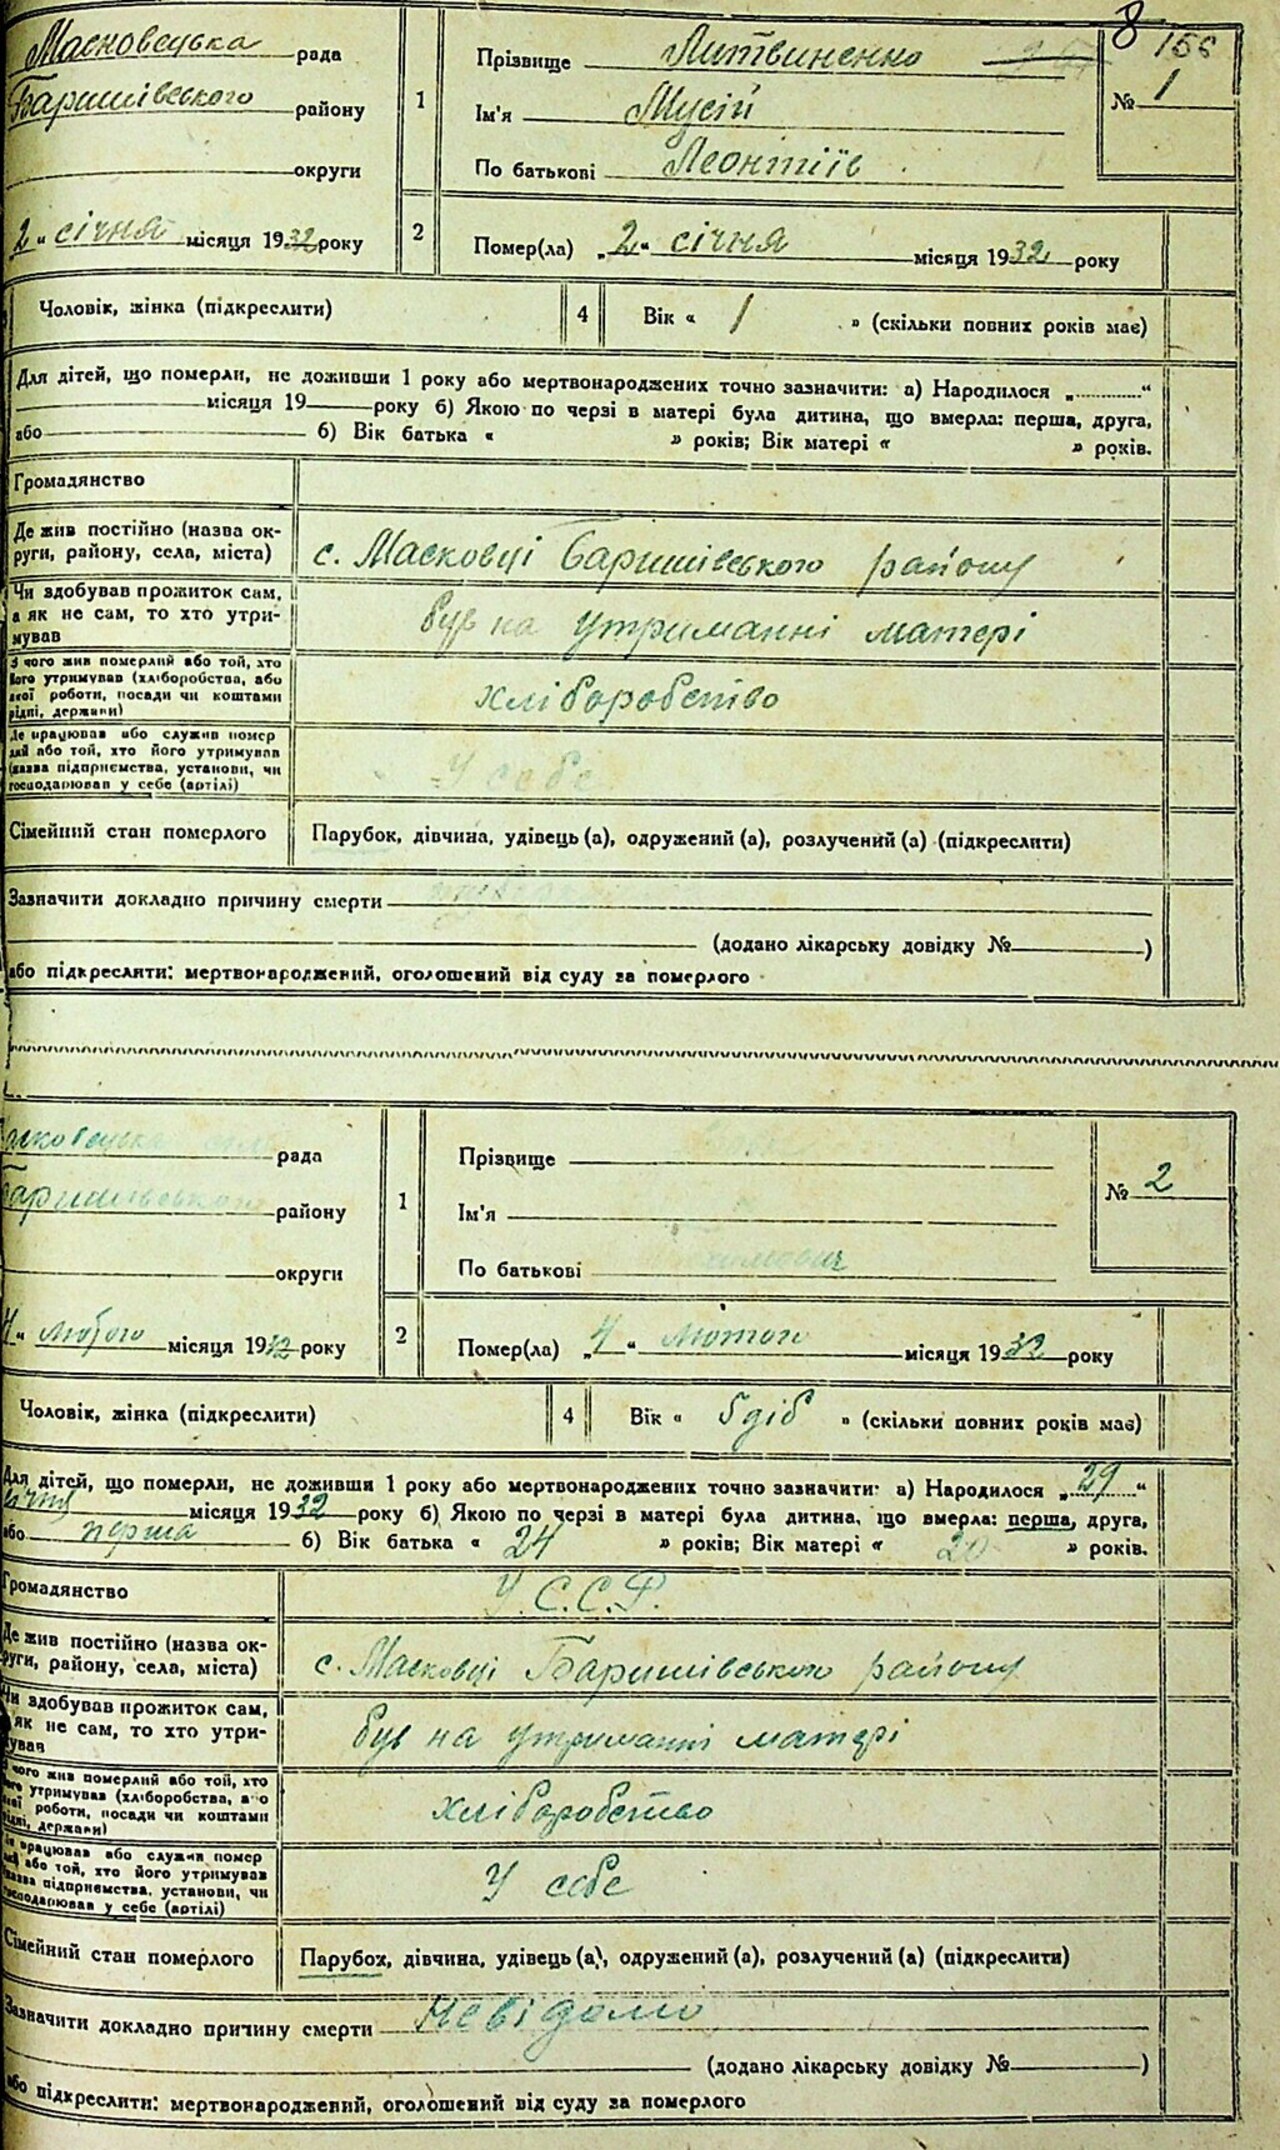 8 156
Масковецька рада
Прізвище Литвиненко
№ 1
Баришівського району
1
Ім'я Мусій
округи
По батькові Леонтіїв
2 „ січня місяця 1932 року
2
Помер(ла) „ 2 “ січня місяця 1932 року
Чоловік, жінка (підкреслити)
4
Вік « 1 » (скільки повних років має)
Для дітей, що померли, не доживши 1 року або мертвонароджених точно зазначити: а) Народилося „ “
місяця 19 року б) Якою по черзі в матері була дитина, що вмерла: перша, друга,
або б) Вік батька « » років; Вік матері « » років.
Громадянство
Де жив постійно (назва ок-
руги, району, села, міста)
с. Масковці Баришівського району
Чи здобував прожиток сам,
а як не сам, то хто утри-
мував
був на утриманні матері
З чого жив померлий або той, хто
його утримував (хліборобства, або
якої роботи, посади чи коштами
рідні, держави)
хліборобство
Де працював або служив помер
лий або той, хто його утримував
(назва підприємства, установи, чи
господарював у себе (артілі)
У себе
Сімейний стан померлого
Парубок, дівчина, удівець (а), одружений (а), розлучений (а) (підкреслити)
Зазначити докладно причину смерти
(додано лікарську довідку № )
або підкреслити: мертвонароджений, оголошений від суду за померлого
рада
Прізвище
№ 2
Баришівського району
1
Ім'я
округи
По батькові
4 „ лютого місяця 1932 року
2
Помер(ла) „ 4 “ лютого місяця 1932 року
Чоловік, жінка (підкреслити)
4
Вік « 5 діб » (скільки повних років має)
Для дітей, що померли, не доживши 1 року або мертвонароджених точно зазначити: а) Народилося „ 29 “
січня місяця 1932 року б) Якою по черзі в матері була дитина, що вмерла: перша, друга,
або перша б) Вік батька « 24 » років; Вік матері « 20 » років.
Громадянство
У.С.С.Р.
Де жив постійно (назва ок-
руги, району, села, міста)
с. Масковці Баришівського району
Чи здобував прожиток сам,
а як не сам, то хто утри-
мував
був на утриманні матері
З чого жив померлий або той, хто
його утримував (хліборобства, або
якої роботи, посади чи коштами
рідні, держави)
хліборобство
Де працював або служив помер
лий або той, хто його утримував
(назва підприємства, установи, чи
господарював у себе (артілі)
У себе
Сімейний стан померлого
Парубок, дівчина, удівець (а), одружений (а), розлучений (а) (підкреслити)
Зазначити докладно причину смерти Невідомо
(додано лікарську довідку № )
або підкреслити: мертвонароджений, оголошений від суду за померлого